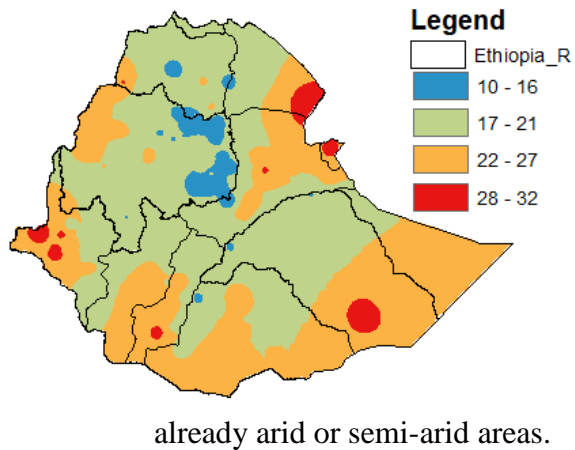 Legend
Ethiopia_R
10 - 16
17 - 21
22 - 27
28 - 32
already arid or semi-arid areas.